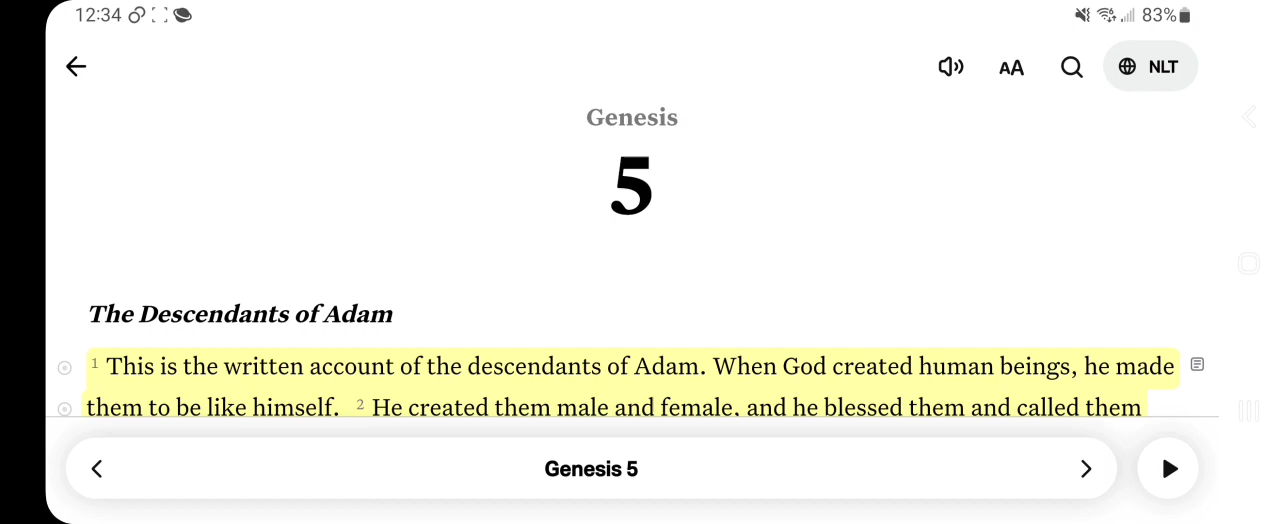 12:34 83%
AA NLT
Genesis
5
The Descendants of Adam
1 This is the written account of the descendants of Adam. When God created human beings, he made
them to be like himself. 2 He created them male and female, and he blessed them and called them
Genesis 5